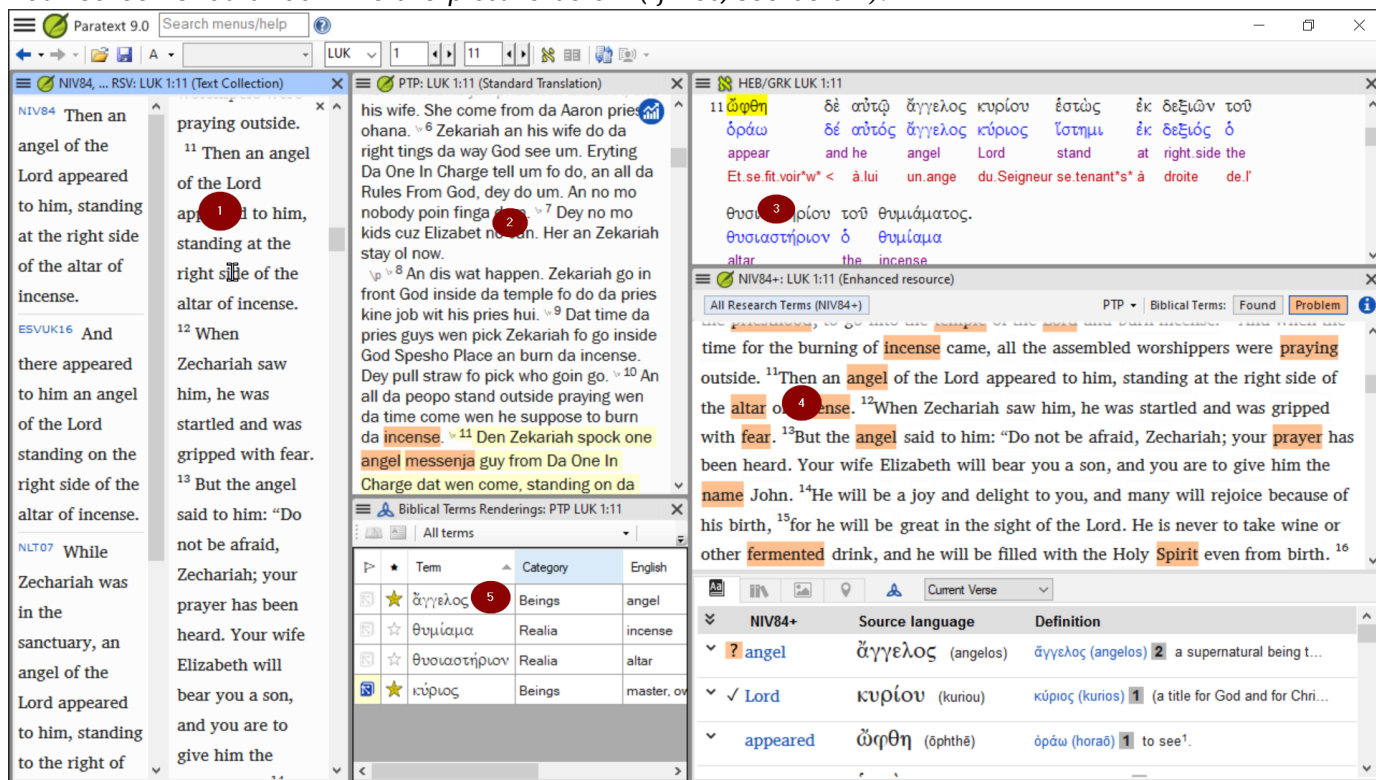 Paratext 9.0
Search menus/help
A
LUK
1
11
NIV84, ... RSV: LUK 1:11 (Text Collection)
NIV84 Then an
angel of the
Lord appeared
to him, standing
at the right side
of the altar of
incense.
ESVUK16 And
there appeared
to him an angel
of the Lord
standing on the
right side of the
altar of incense.
NLT07 While
Zechariah was
in the
sanctuary, an
angel of the
Lord appeared
to him, standing
to the right of
praying outside.
11 Then an angel
of the Lord
to him,
1
standing at the
right side of the
altar of incense.
12 When
Zechariah saw
him, he was
startled and was
gripped with fear.
13 But the angel
said to him: “Do
not be afraid,
Zechariah; your
prayer has been
heard. Your wife
Elizabeth will
bear you a son,
and you are to
give him the
PTP: LUK 1:11 (Standard Translation)
his wife. She come from da Aaron pries
ohana. 6 Zekariah an his wife do da
right tings da way God see um. Eryting
Da One In Charge tell um fo do, an all da
Rules From God, dey do um. An no mo
nobody poin finga 7 Dey no mo
2
kids cuz Elizabet no Her an Zekariah
stay ol now.
\p 8 An dis wat happen. Zekariah go in
front God inside da temple fo do da pries
kine job wit his pries hui. 9 Dat time da
pries guys wen pick Zekariah fo go inside
God Spesho Place an burn da incense.
Dey pull straw fo pick who goin go. 10 An
all da peopo stand outside praying wen
da time come wen he suppose to burn
da incense. 11 Den Zekariah spock one
angel messenja guy from Da One In
Charge dat wen come, standing on da
Biblical Terms Renderings: PTP LUK 1:11
All terms
Term Category English
ἄγγελος 5 Beings angel
θυμίαμα Realia incense
θυσιαστήριον Realia altar
κύριος Beings master, ow
HEB/GRK LUK 1:11
11 ὤφθη δὲ αὐτῷ ἄγγελος κυρίου ἑστὼς ἐκ δεξιῶν τοῦ
ὁράω δέ αὐτός ἄγγελος κύριος ἵστημι ἐκ δεξιός ὁ
appear and he angel Lord stand at right.side the
Et.se.fit.voir*w* < à.lui un.ange du.Seigneur se.tenant*s* à droite de.l'
3
τοῦ θυμιάματος.
θυσιαστήριον ὁ θυμίαμα
altar the incense
NIV84+: LUK 1:11 (Enhanced resource)
All Research Terms (NIV84+) PTP Biblical Terms: Found Problem
time for the burning of incense came, all the assembled worshippers were praying
outside. 11Then an angel of the Lord appeared to him, standing at the right side of
the altar 4 12When Zechariah saw him, he was startled and was gripped
with fear. 13But the angel said to him: “Do not be afraid, Zechariah; your prayer has
been heard. Your wife Elizabeth will bear you a son, and you are to give him the
name John. 14He will be a joy and delight to you, and many will rejoice because of
his birth, 15for he will be great in the sight of the Lord. He is never to take wine or
other fermented drink, and he will be filled with the Holy Spirit even from birth. 16
Aa Current Verse
NIV84+ Source language Definition
? angel ἄγγελος (angelos) ἄγγελος (angelos) 2 a supernatural being t...
✓ Lord κυρίου (kuriou) κύριος (kurios) 1 (a title for God and for Chri...
appeared ὤφθη (ōphthē) ὁράω (horaō) 1 to see1.